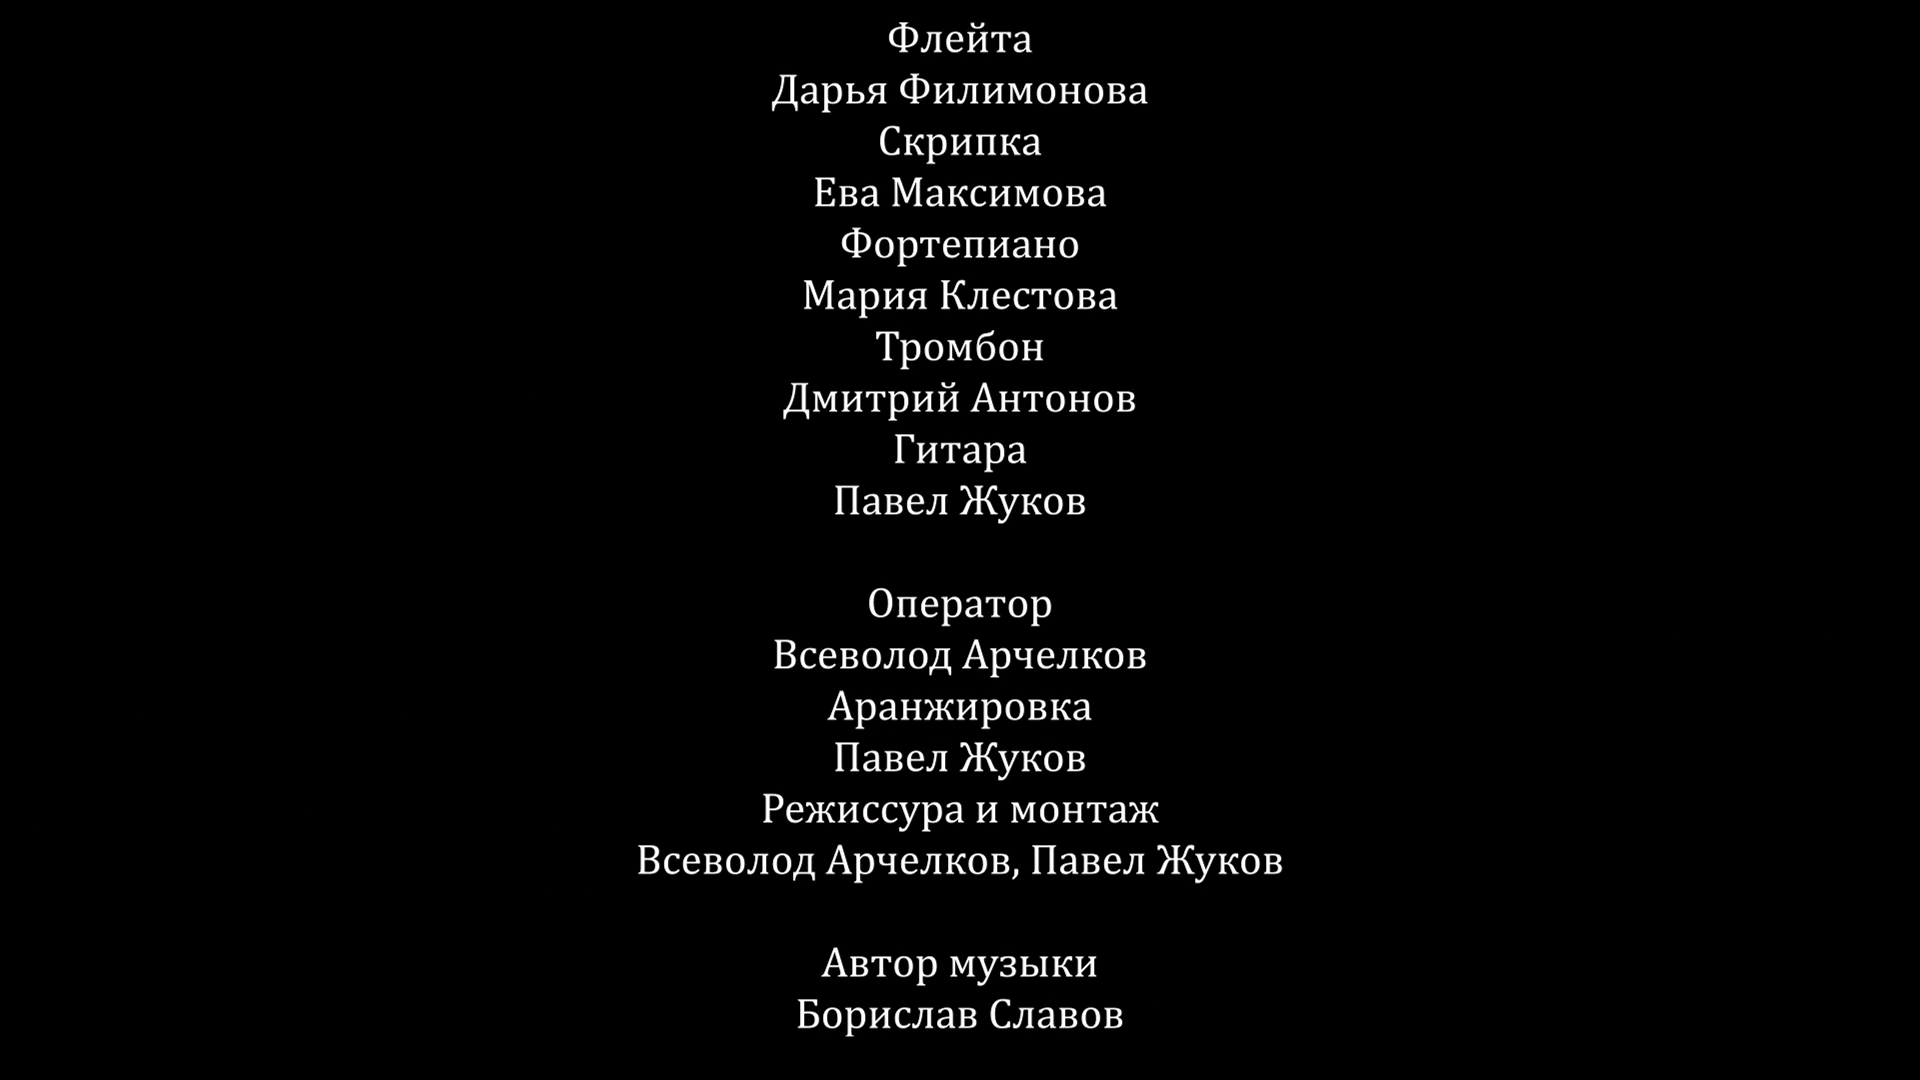 Флейта
Дарья Филимонова
Скрипка
Ева Максимова
Фортепиано
Мария Клестова
Тромбон
Дмитрий Антонов
Гитара
Павел Жуков
Оператор
Всеволод Арчелков
Аранжировка
Павел Жуков
Режиссура и монтаж
Всеволод Арчелков, Павел Жуков
Автор музыки
Борислав Славов